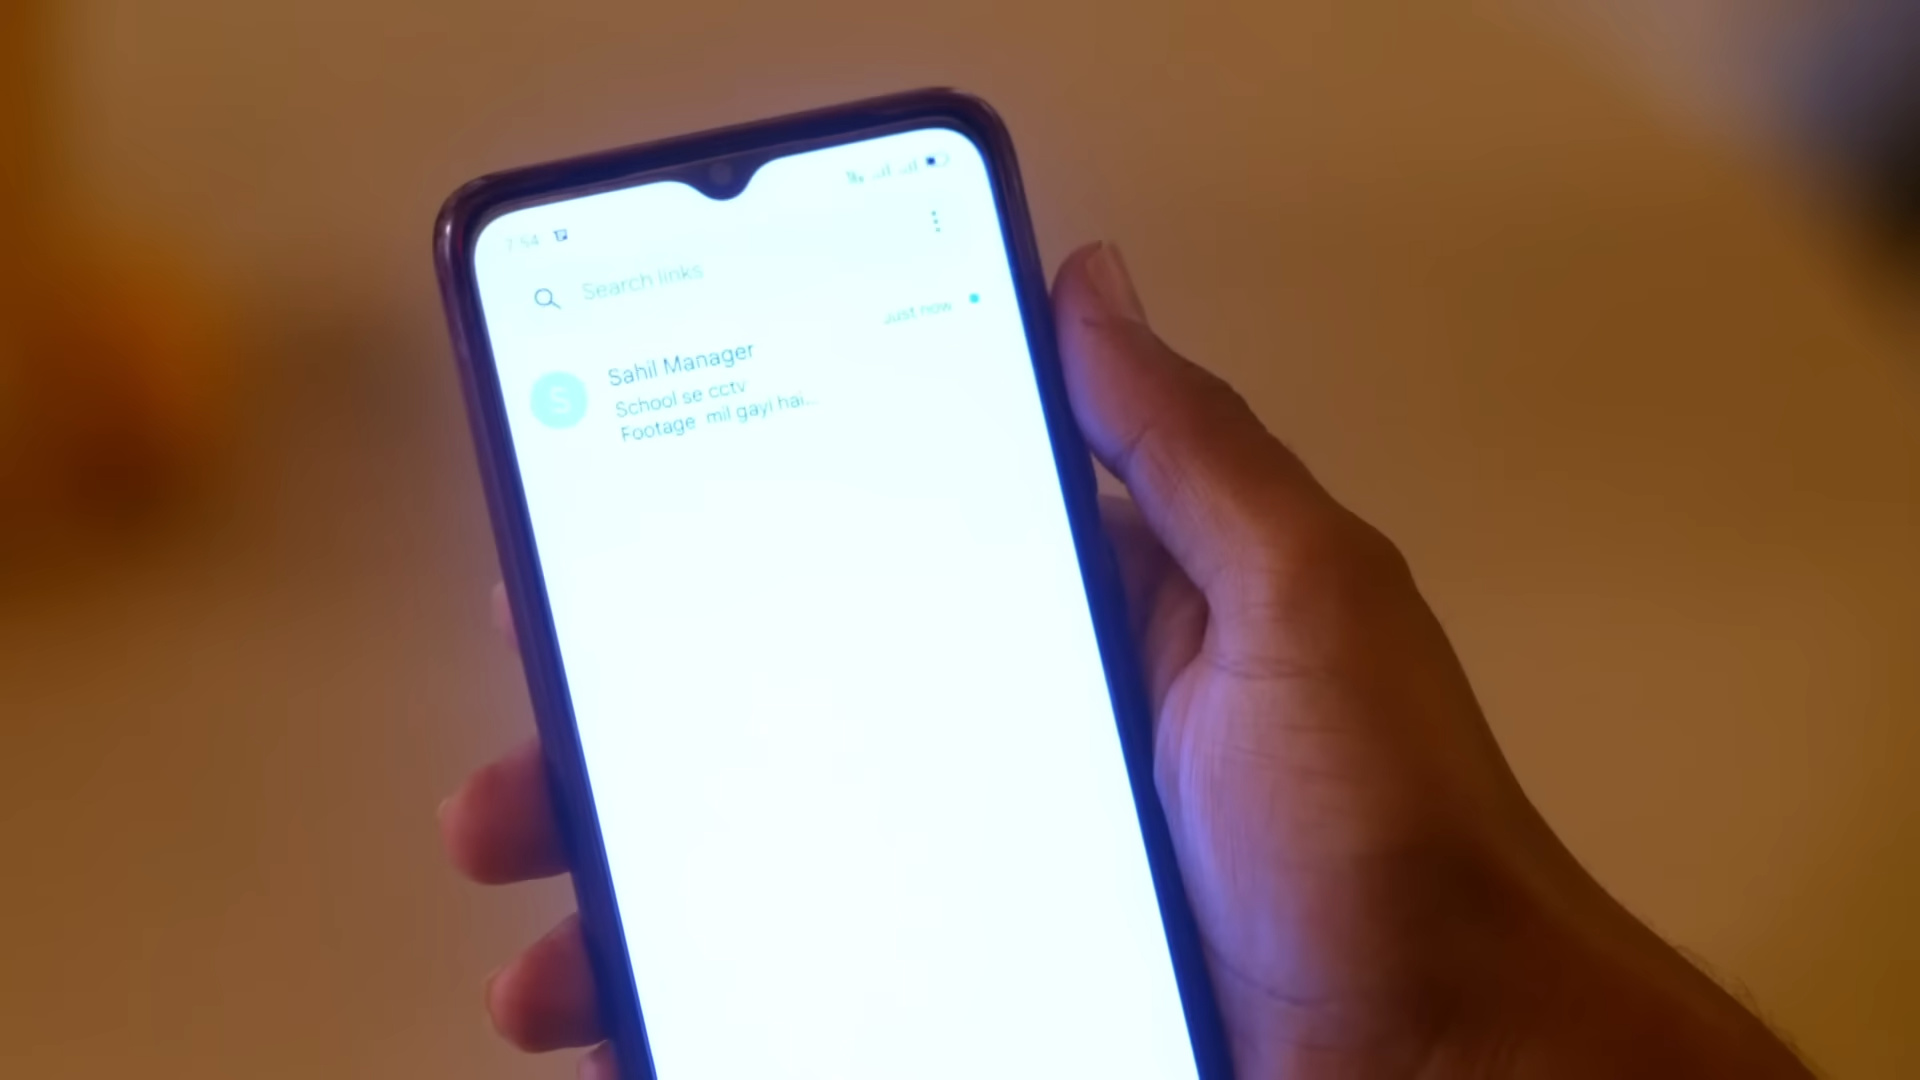 7:54
Search links
Just now
S
Sahil Manager
School se cctv
Footage mil gayi hai...